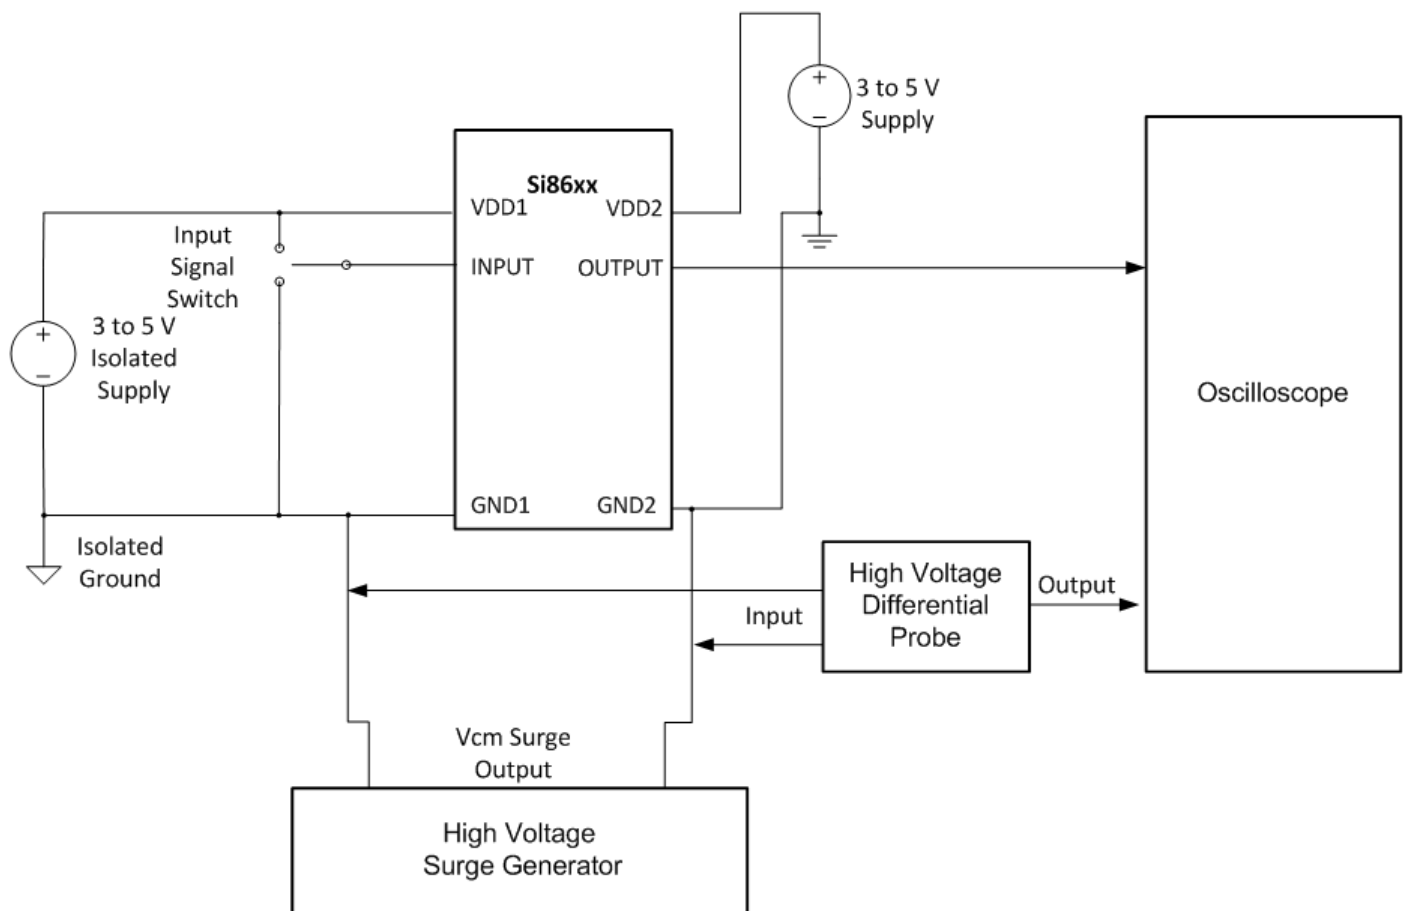 3 to 5 V
Supply
Si86xx
VDD1
VDD2
Input
Signal
Switch
INPUT
OUTPUT
3 to 5 V
Isolated
Supply
+
−
+
−
Oscilloscope
GND1
GND2
Isolated
Ground
High Voltage
Differential
Probe
Input
Output
Vcm Surge
Output
High Voltage
Surge Generator